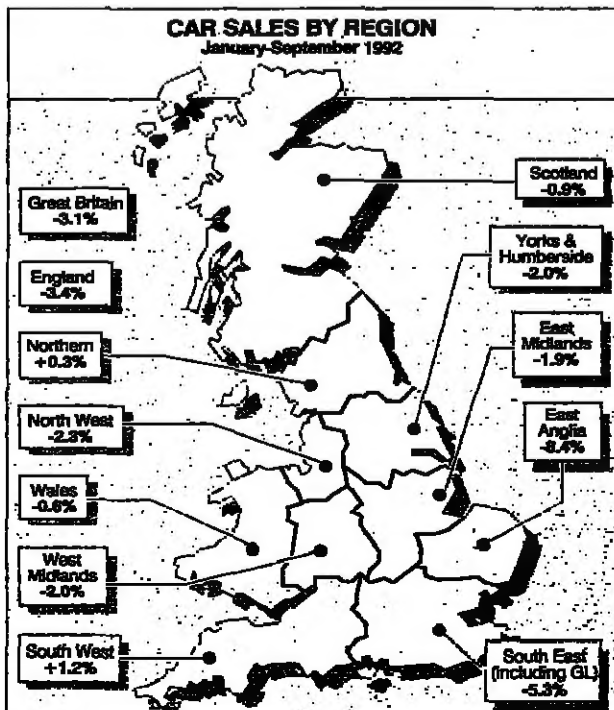 CAR SALES BY REGION
January-September 1992
Scotland
-0.9%
Great Britain
-3.1%
Yorks &
Humberside
-2.0%
England
-3.4%
East
Midlands
-1.9%
Northern
+0.3%
East
Anglia
-8.4%
North West
-2.3%
Wales
-0.6%
West
Midlands
-2.0%
South West
+1.2%
South East
(including GL)
-5.3%